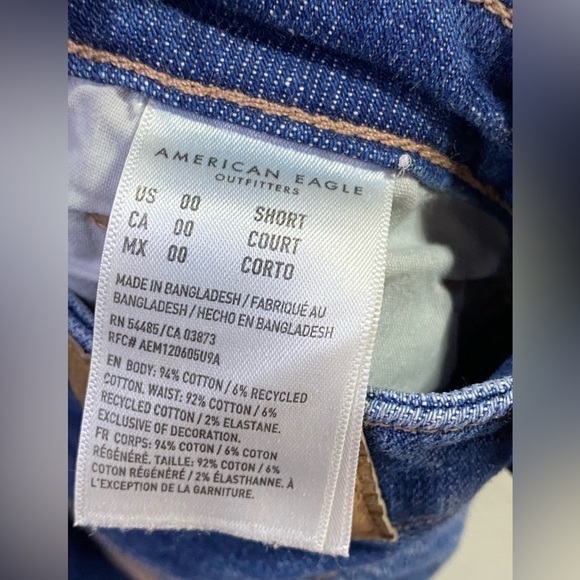 AMERICAN EAGLE
OUTFITTERS
US 00 SHORT
CA 00 COURT
MX 00 CORTO
MADE IN BANGLADESH / FABRIQUÉ AU
BANGLADESH / HECHO EN BANGLADESH
RN 54485 / CA 03873
RFC# AEM120605U9A
EN BODY: 94% COTTON / 6% RECYCLED
COTTON. WAIST: 92% COTTON / 6%
RECYCLED COTTON / 2% ELASTANE.
EXCLUSIVE OF DECORATION.
FR CORPS: 94% COTON / 6% COTON
RÉGÉNÉRÉ. TAILLE: 92% COTON / 6%
COTON RÉGÉNÉRÉ / 2% ÉLASTHANNE. À
L'EXCEPTION DE LA GARNITURE.